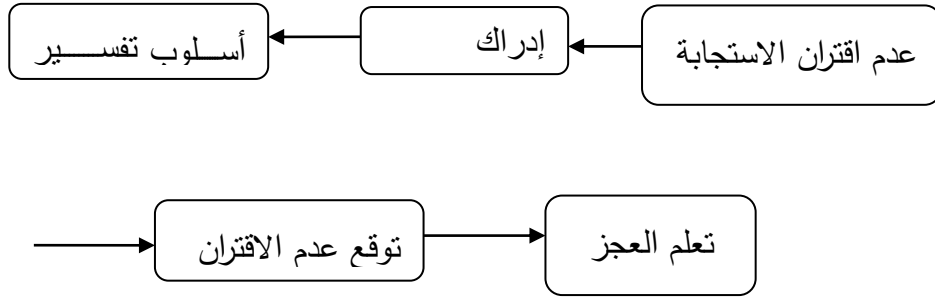 عدم اقتران الاستجابة
إدراك
أسلوب تفسير
توقع عدم الاقتران
تعلم العجز